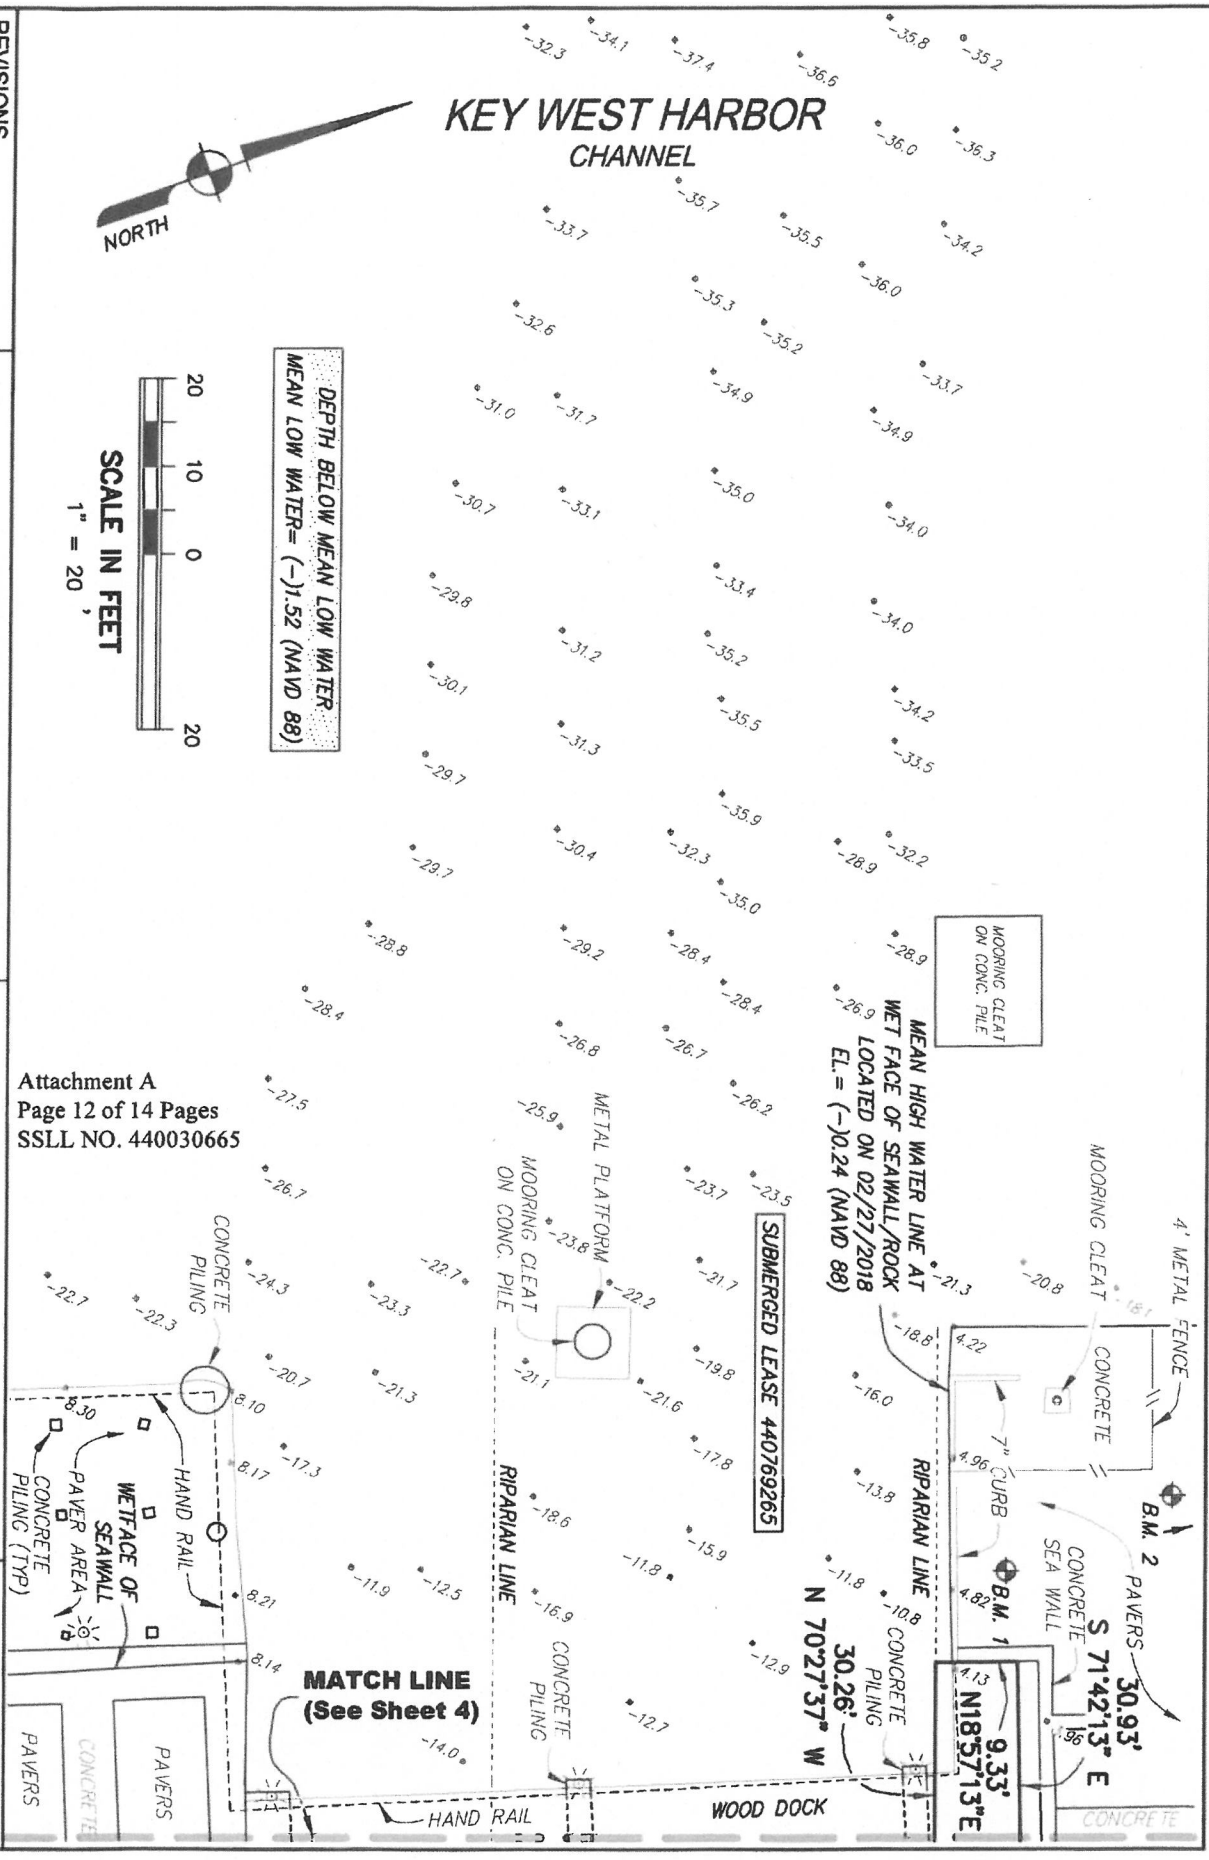 REVISIONS
-32.3
-34.1
-37.4
-36.6
-35.8
-35.2
KEY WEST HARBOR
CHANNEL
-36.0
-36.3
NORTH
-33.7
-35.7
-35.5
-34.2
-36.0
-32.6
-35.3
-35.2
-33.7
-31.0
-31.7
-34.9
-34.9
DEPTH BELOW MEAN LOW WATER
MEAN LOW WATER= (-)1.52 (NAVD 88)
20 10 0 20
SCALE IN FEET
1" = 20 '
-30.7
-33.1
-35.0
-34.0
-29.8
-33.4
-34.0
-31.2
-35.2
-30.1
-34.2
-35.5
-31.3
-33.5
-29.7
-35.9
-30.4
-32.3
-28.9
-32.2
-29.7
-35.0
-28.8
-29.2
-28.4
-28.9
MOORING CLEAT
ON CONC. PILE
-28.4
-28.4
-26.9
-26.8
-26.7
MEAN HIGH WATER LINE AT
WET FACE OF SEAWALL/ROCK
LOCATED ON 02/27/2018
EL.= (-)0.24 (NAVD 88)
Attachment A
Page 12 of 14 Pages
SSLL NO. 440030665
-27.5
-25.9
-26.2
METAL PLATFORM
MOORING CLEAT
ON CONC. PILE
-26.7
-23.8
-23.7
-23.5
SUBMERGED LEASE 440769265
MOORING CLEAT
4' METAL FENCE
CONCRETE
PILING
-22.7
-22.3
-24.3
-23.3
-22.7
-22.2
-21.7
-21.3
-20.8
-18.1
-18.8
4.22
CONCRETE
-20.7
-21.3
-21.1
-21.6
-19.8
-16.0
8.30
8.10
8.17
-17.3
-17.8
-13.8
4.96
7" CURB
HAND RAIL
WETFACE OF
SEAWALL
PAVER AREA
CONCRETE
PILING (TYP)
RIPARIAN LINE
RIPARIAN LINE
-18.6
-15.9
-11.8
-11.8
-10.8
4.82
B.M. 1
B.M. 2
PAVERS
CONCRETE
SEA WALL
8.21
-11.9
-12.5
-16.9
8.14
-12.9
-12.7
-14.0
4.13
4.96
MATCH LINE
(See Sheet 4)
CONCRETE
PILING
CONCRETE
PILING
30.26'
N 70°27'37" W
30.93'
S 71°42'13" E
9.33'
N18°57'13"E
HAND RAIL
WOOD DOCK
PAVERS
CONCRETE
PAVERS
CONCRETE